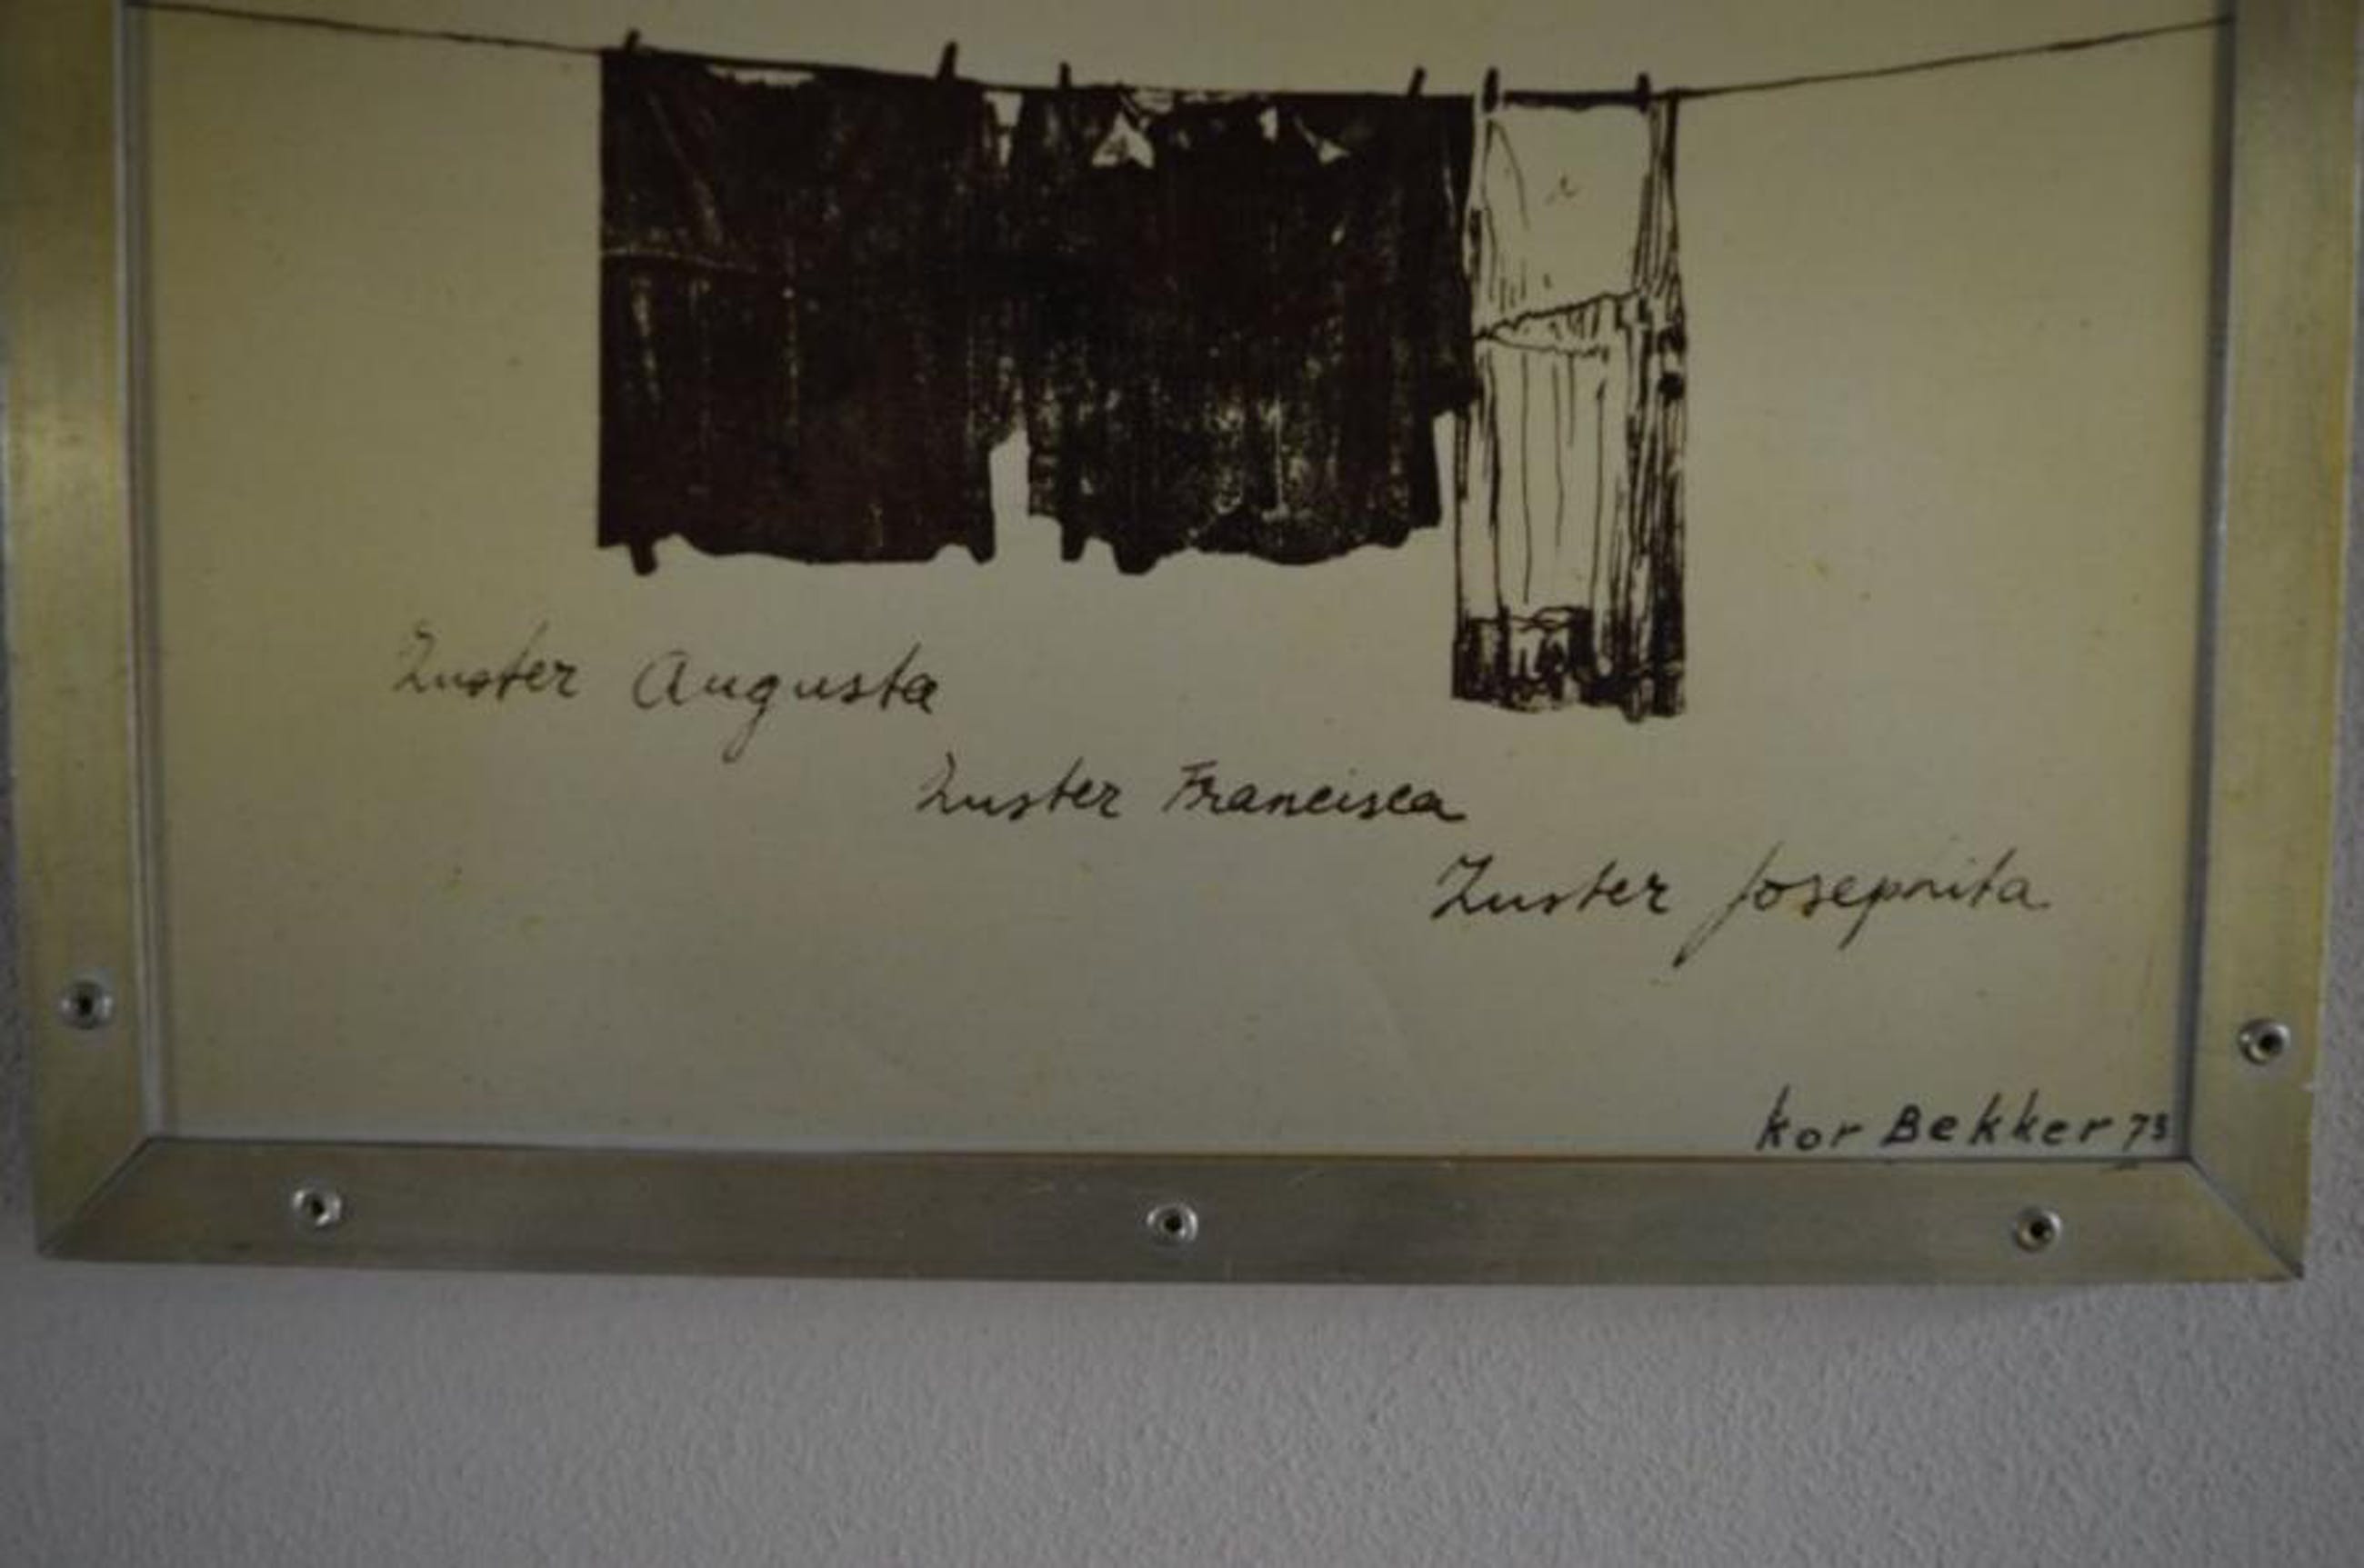 Zuster Augusta
Zuster Francisca
Zuster Josephita
Kor Bekker 73